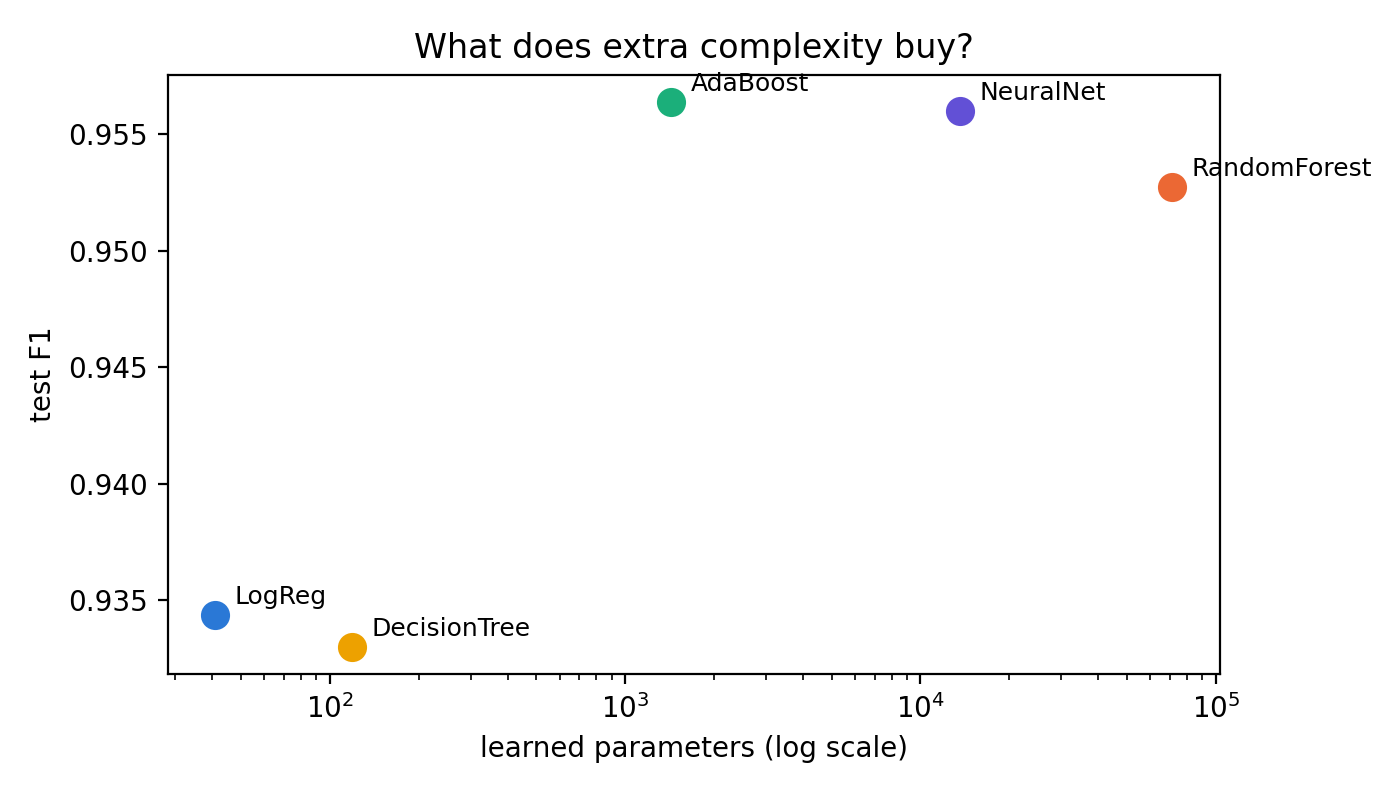 What does extra complexity buy?
AdaBoost
NeuralNet
0.955
RandomForest
0.950
0.945
test F1
0.940
LogReg
0.935
DecisionTree
10² 10³ 10⁴ 10⁵
learned parameters (log scale)